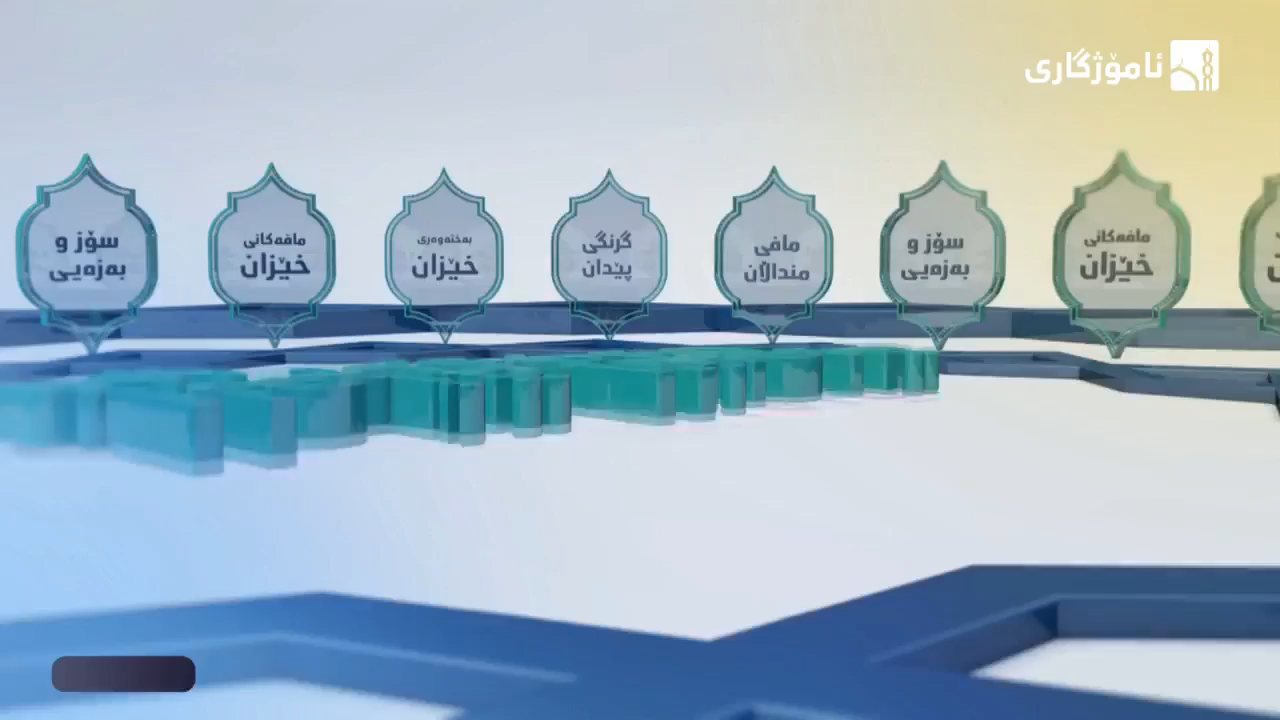 ئامۆژگاری
سۆز و
بەزەیی
مافەکانی
خێزان
بەختەوەری
خێزان
گرنگی
پێدان
مافی
منداڵان
سۆز و
بەزەیی
مافەکانی
خێزان